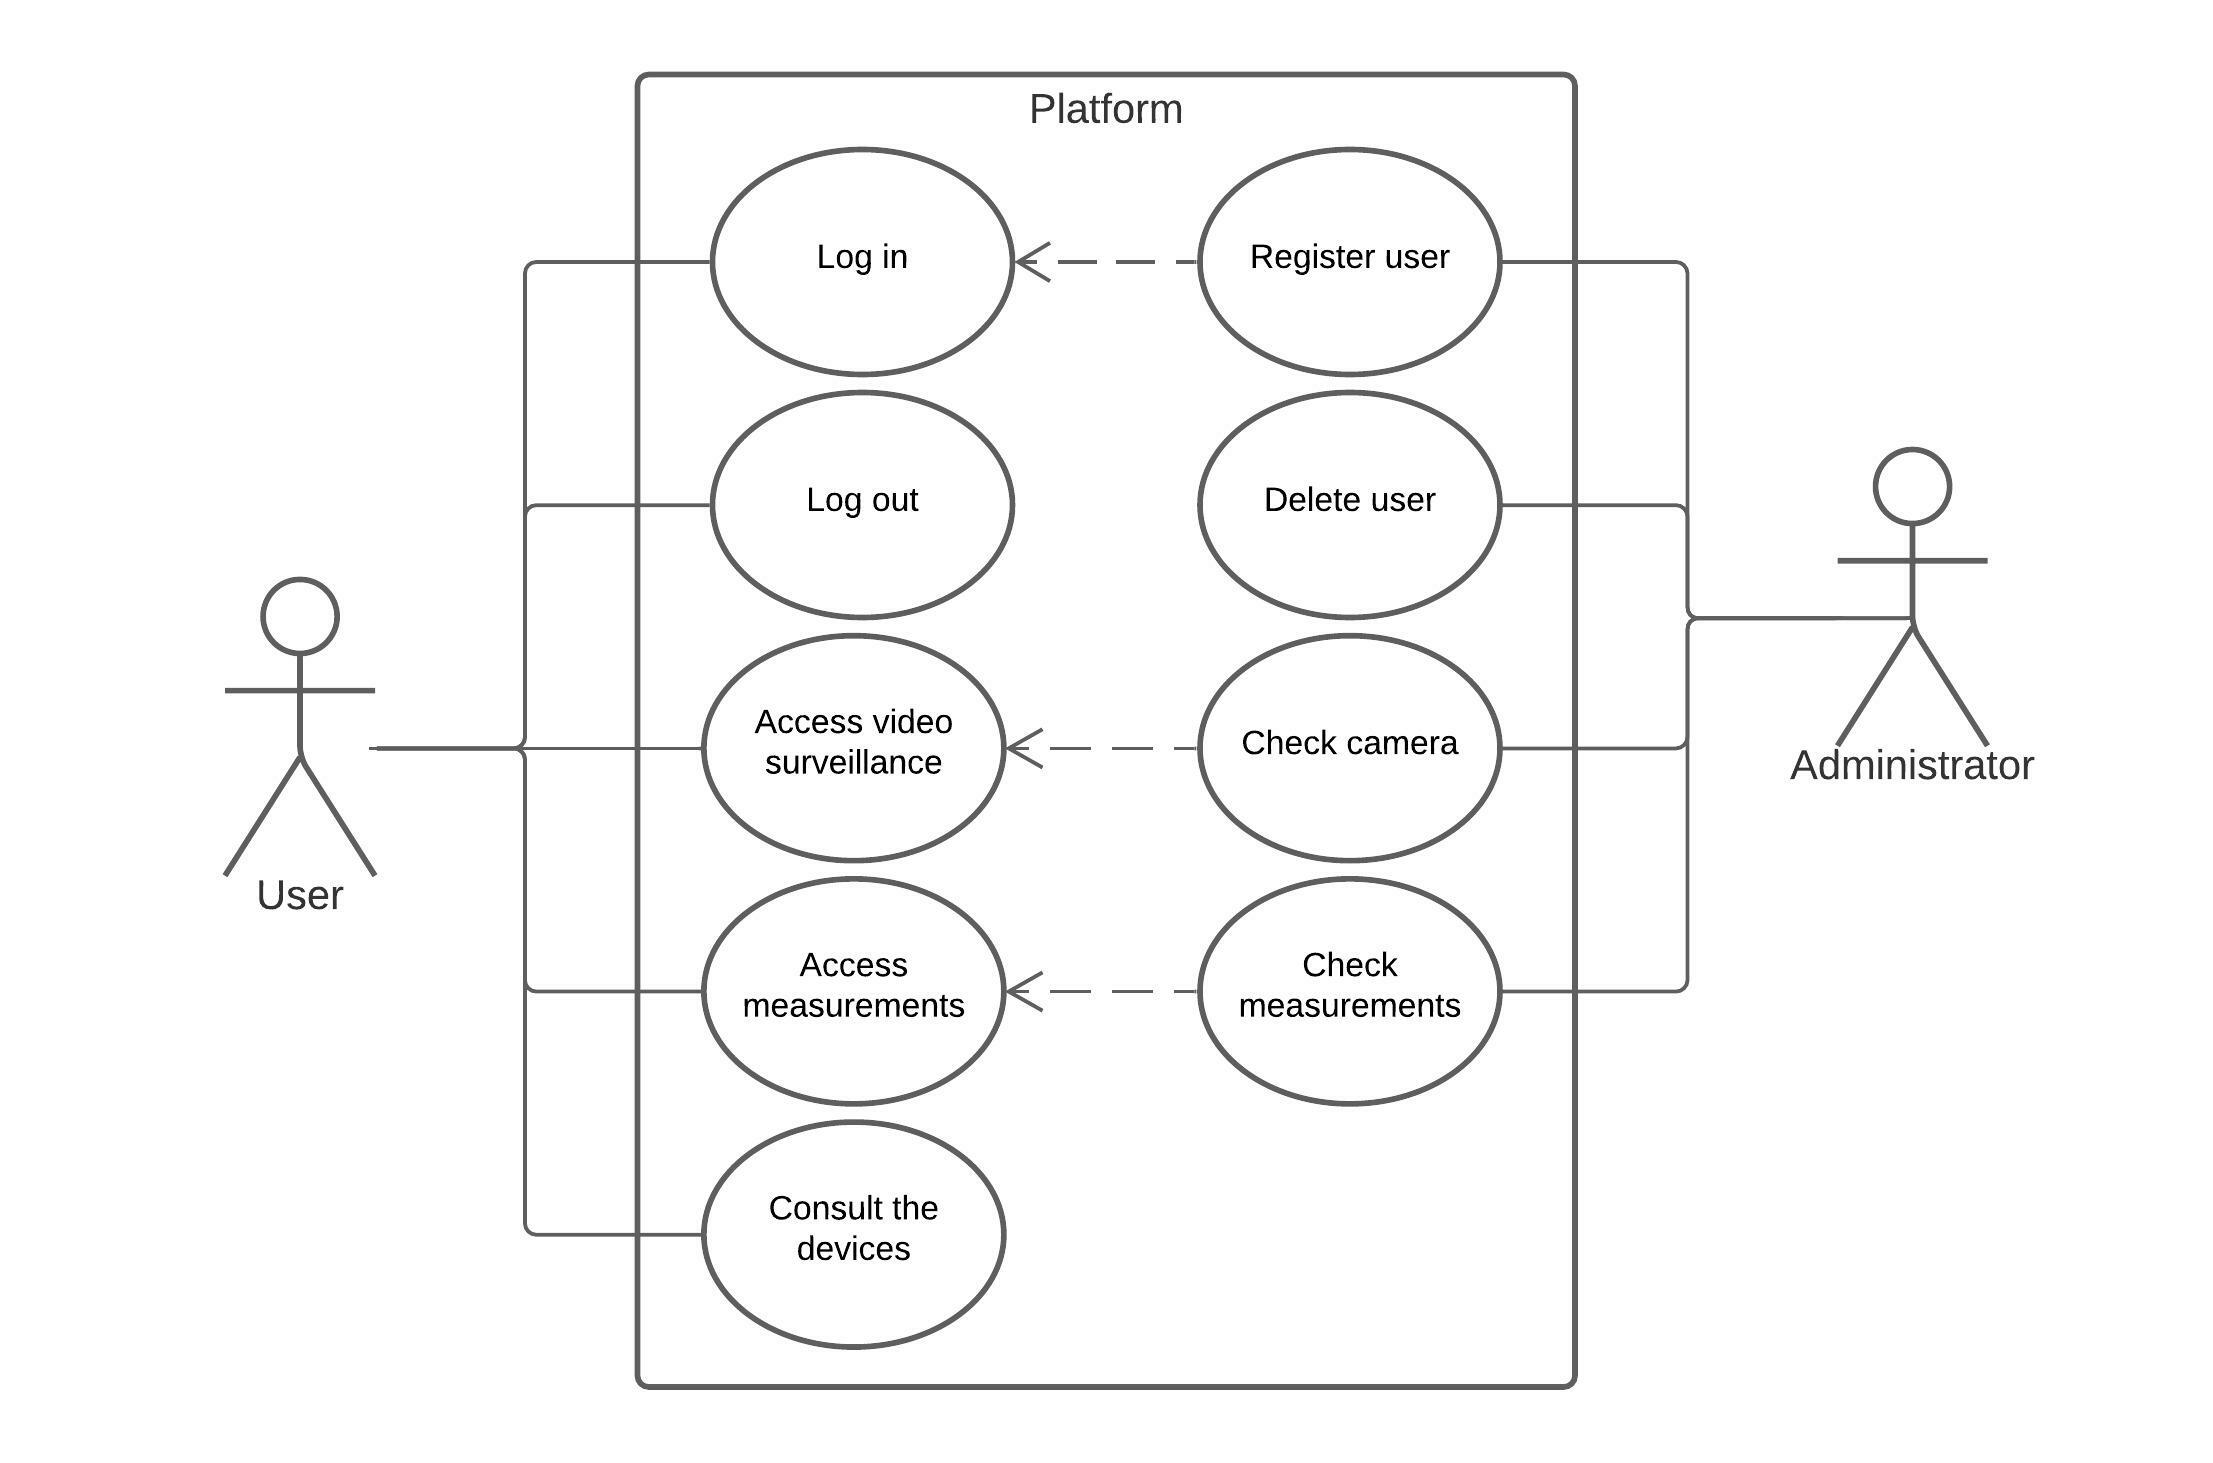 Platform
Log in
Register user
Log out
Delete user
Access video
surveillance
Check camera
Administrator
User
Access
measurements
Check
measurements
Consult the
devices